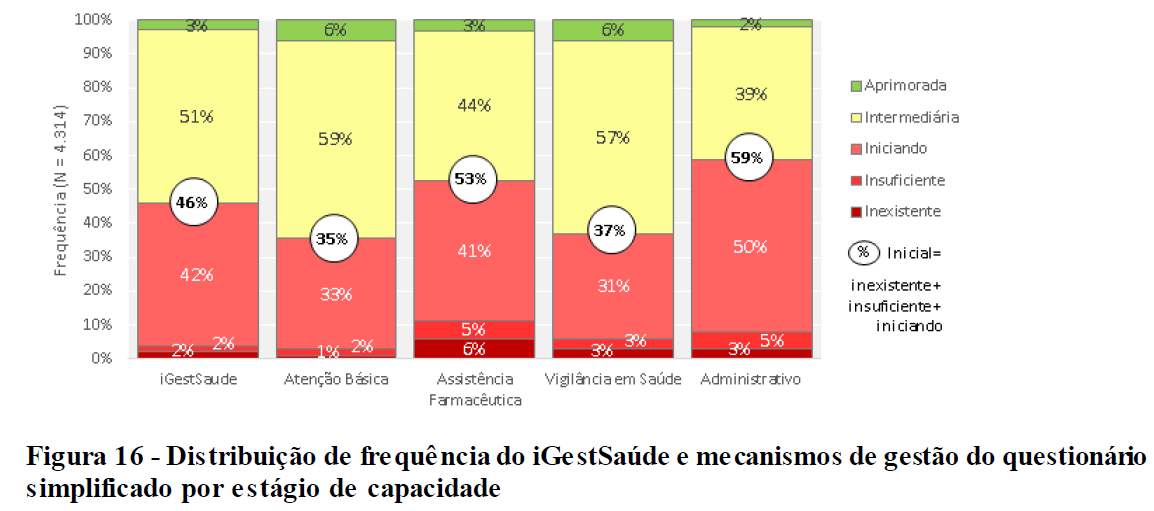 100%
90%
80%
70%
60%
50%
40%
30%
20%
10%
0%
Frequência (N = 4.314)
3%
51%
46%
42%
2%
2%
6%
59%
35%
33%
2%
1%
3%
44%
53%
41%
5%
6%
6%
57%
37%
31%
3%
3%
2%
39%
59%
50%
5%
3%
iGestSaude
Atenção Básica
Assistência
Farmacêutica
Vigilância em Saúde
Administrativo
Aprimorada
Intermediária
Iniciando
Insuficiente
Inexistente
% Inicial=
inexistente+
insuficiente+
iniciando
Figura 16 - Distribuição de frequência do iGestSaúde e mecanismos de gestão do questionário
simplificado por estágio de capacidade